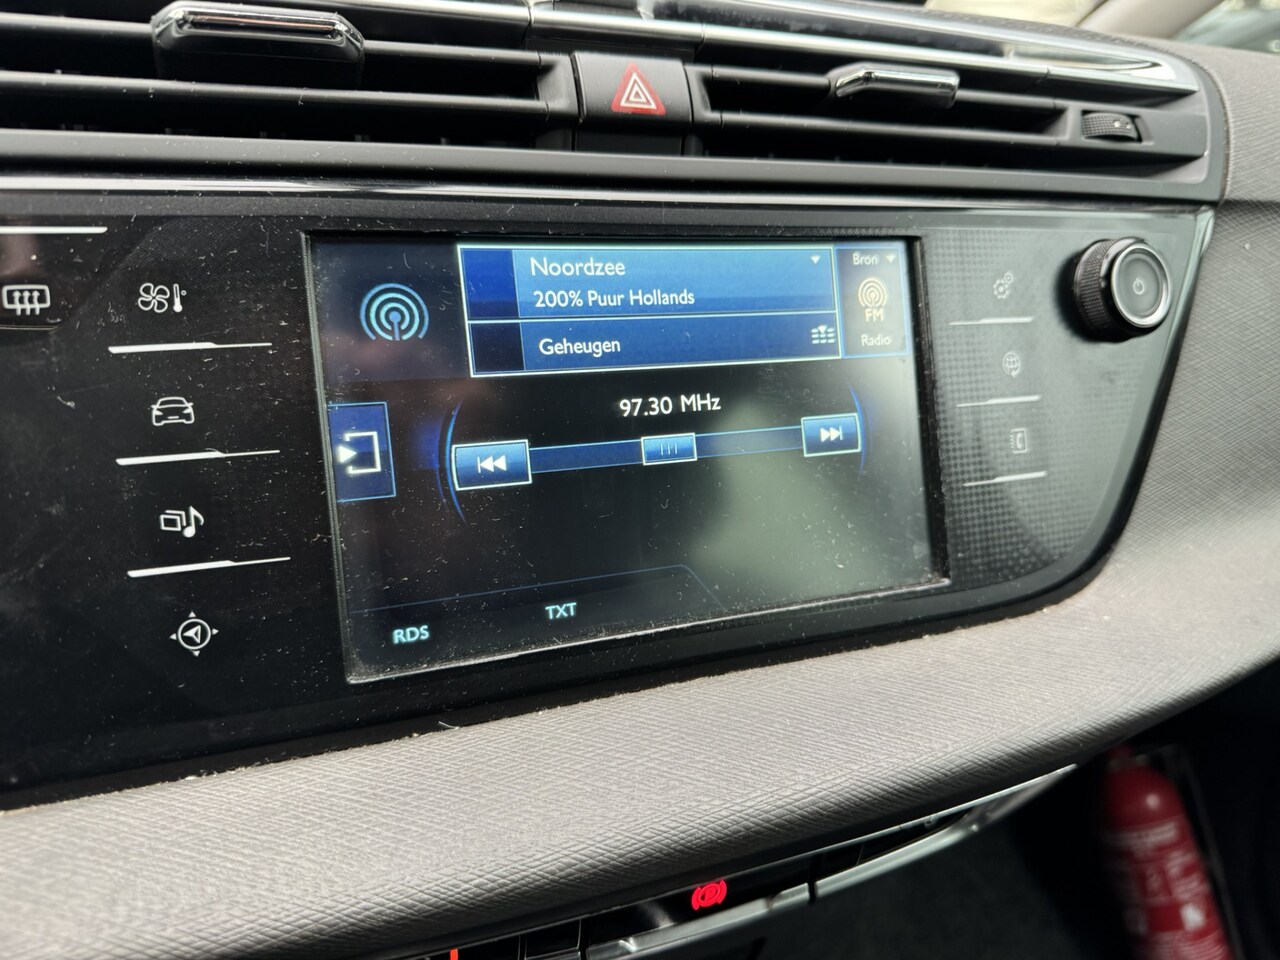 Noordzee
200% Puur Hollands
Geheugen
Bron
FM
Radio
97.30 MHz
TXT
RDS